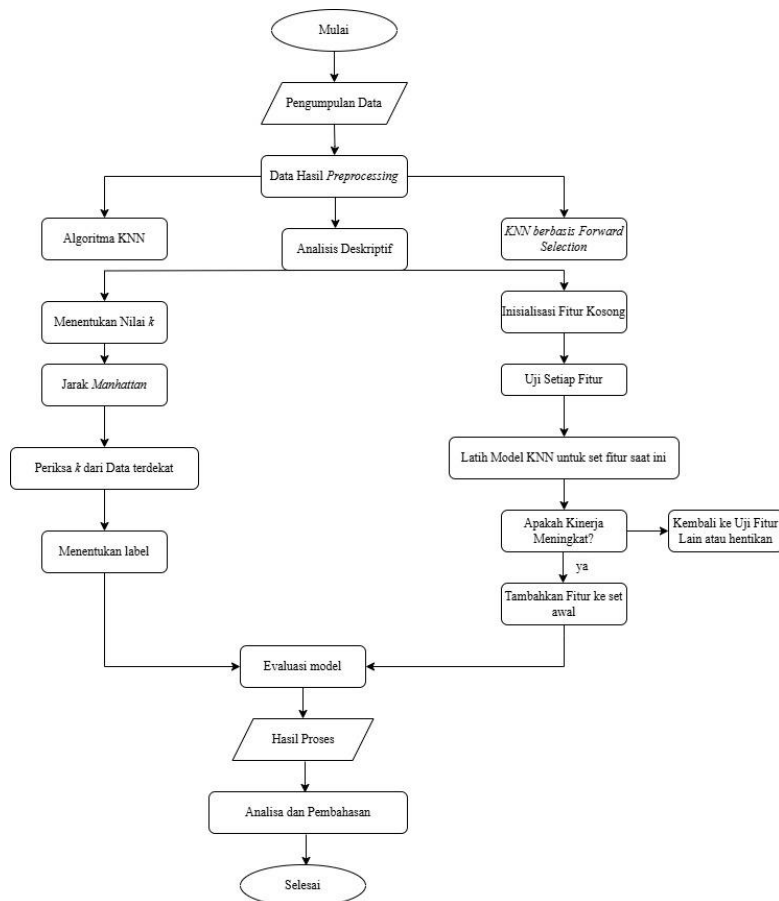 Mulai
Pengumpulan Data
Data Hasil Preprocessing
Algoritma KNN
Analisis Deskriptif
KNN berbasis Forward
Selection
Menentukan Nilai k
Inisialisasi Fitur Kosong
Jarak Manhattan
Uji Setiap Fitur
Periksa k dari Data terdekat
Latih Model KNN untuk set fitur saat ini
Menentukan label
Apakah Kinerja
Meningkat?
Kembali ke Uji Fitur
Lain atau hentikan
ya
Tambahkan Fitur ke set
awal
Evaluasi model
Hasil Proses
Analisa dan Pembahasan
Selesai